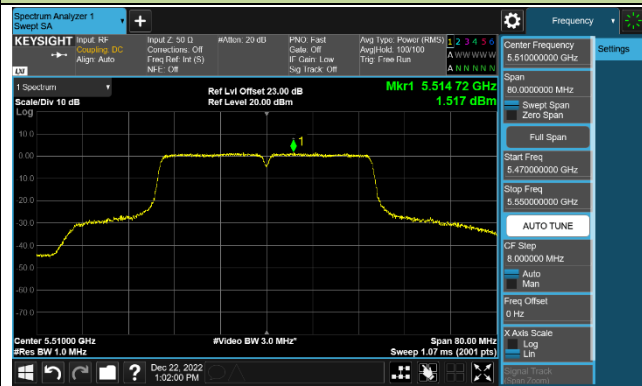 Spectrum Analyzer 1
Swept SA
Frequency
KEYSIGHT
Input: RF
Coupling: DC
Align: Auto
Input Z: 50 Ω
Corrections: Off
Freq Ref: Int (S)
NFE: Off
#Atten: 20 dB
PNO: Fast
Gate: Off
IF Gain: Low
Sig Track: Off
Avg Type: Power (RMS)
Avg|Hold: 100/100
Trig: Free Run
1 2 3 4 5 6
A W W W W W
A N N N N N
LXI
1 Spectrum
Scale/Div 10 dB
Log
Ref Lvl Offset 23.00 dB
Ref Level 20.00 dBm
Mkr1 5.514 72 GHz
1.517 dBm
10.0
0.00
-10.0
-20.0
-30.0
-40.0
-50.0
-60.0
-70.0
1
Center 5.51000 GHz
#Res BW 1.0 MHz
#Video BW 3.0 MHz*
Span 80.00 MHz
Sweep 1.07 ms (2001 pts)
Dec 22, 2022
1:02:00 PM
?
Center Frequency
5.510000000 GHz
Span
80.0000000 MHz
Swept Span
Zero Span
Full Span
Start Freq
5.470000000 GHz
Stop Freq
5.550000000 GHz
AUTO TUNE
CF Step
8.000000 MHz
Auto
Man
Freq Offset
0 Hz
X Axis Scale
Log
Lin
Signal Track
(Span Zoom)
Settings